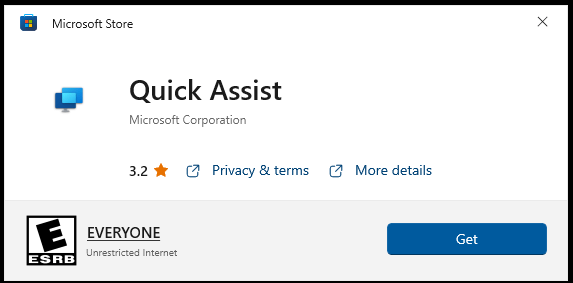 Microsoft Store
Quick Assist
Microsoft Corporation
3.2 Privacy & terms More details
E
ESRB
EVERYONE
Unrestricted Internet
Get